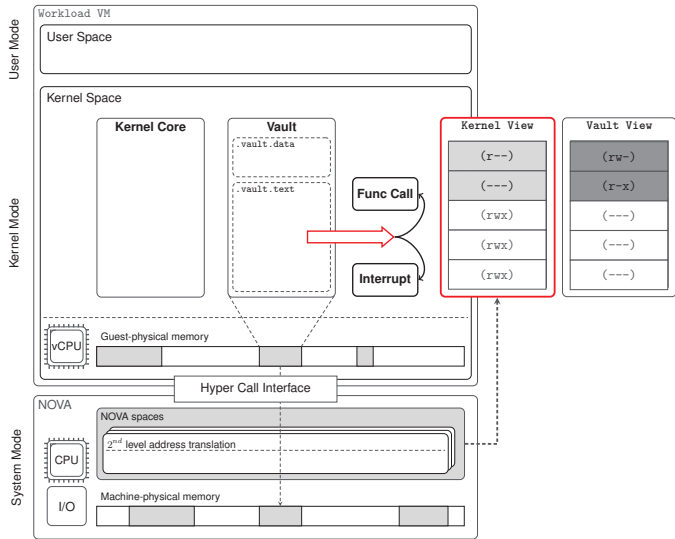 Workload VM
User Mode
User Space
Kernel Mode
Kernel Space
Kernel Core
Vault
.vault.data
.vault.text
Func Call
Interrupt
Kernel View
(r--)
(---)
(rwx)
(rwx)
(rwx)
Vault View
(rw-)
(r-x)
(---)
(---)
(---)
vCPU
Guest-physical memory
Hyper Call Interface
System Mode
NOVA
NOVA spaces
2nd level address translation
CPU
I/O
Machine-physical memory